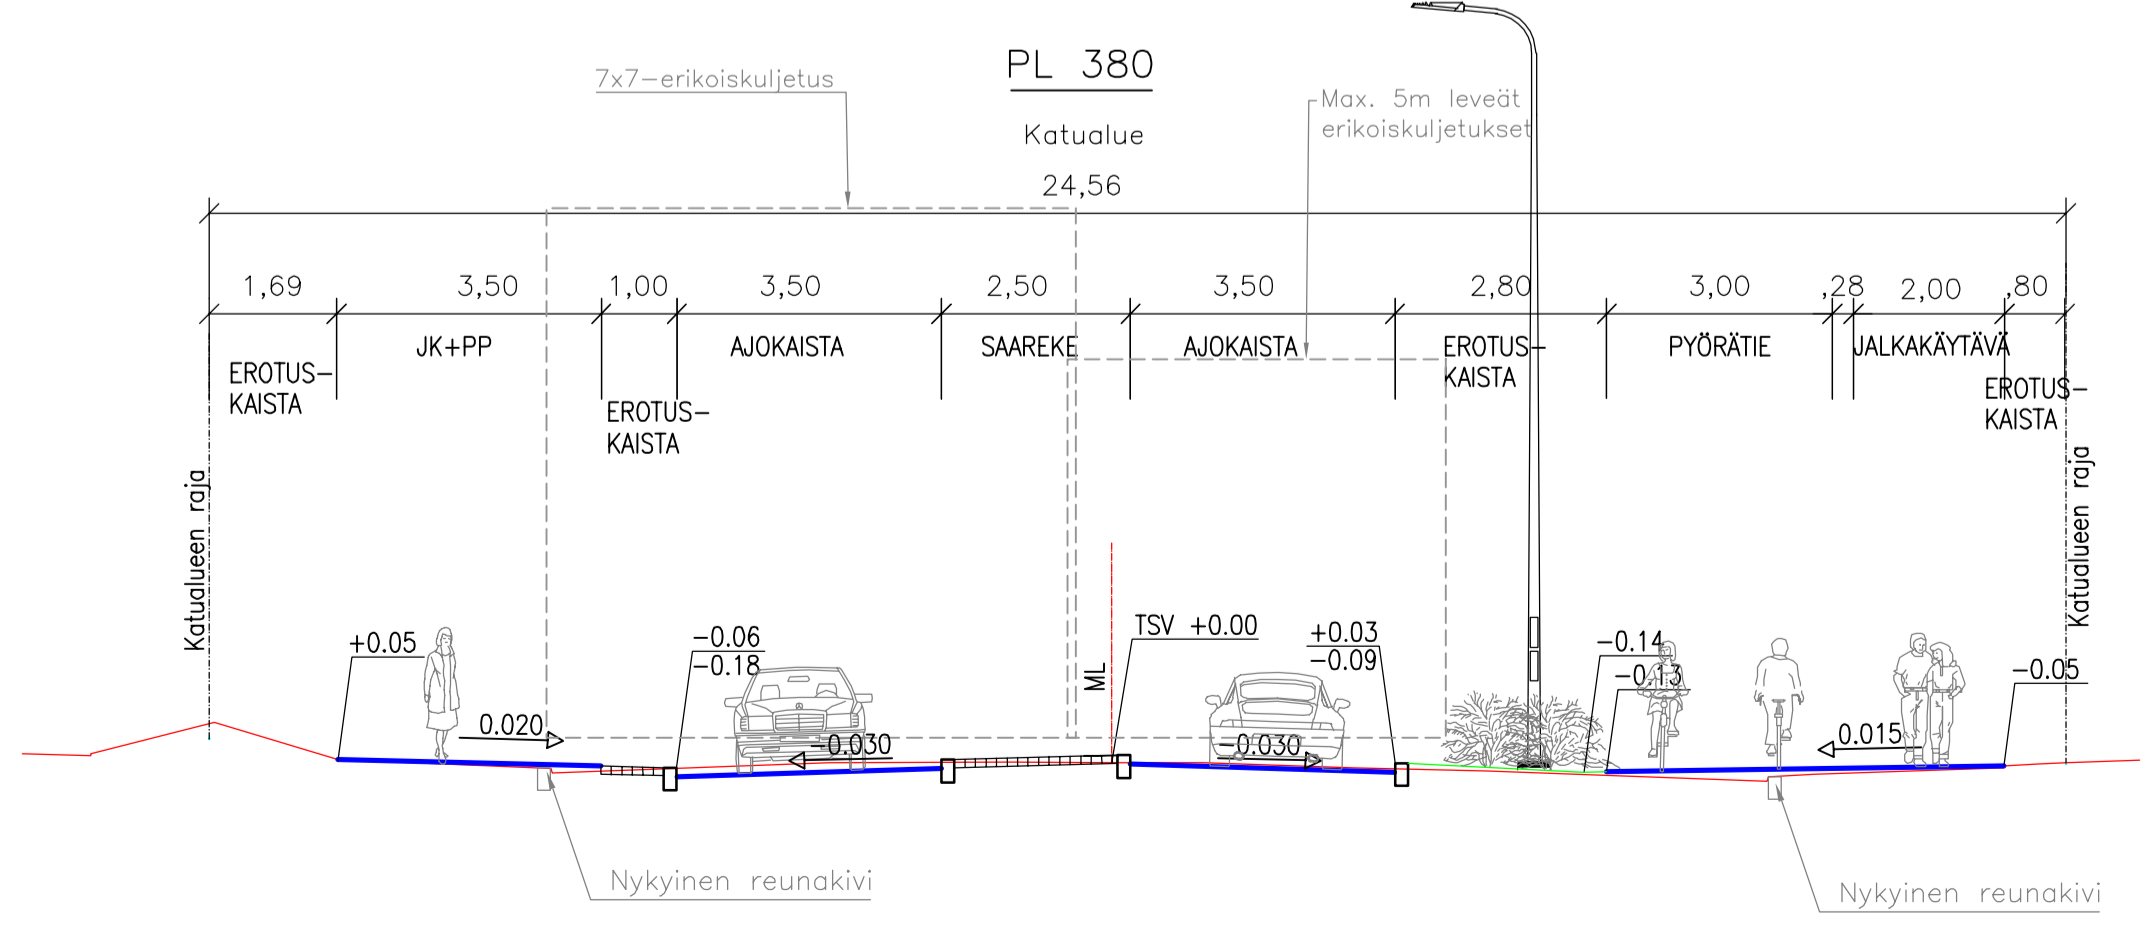 PL 380
7x7-erikoiskuljetus
Max. 5m leveät
erikoiskuljetukset
Katualue
24,56
1,69
3,50
1,00
3,50
2,50
3,50
2,80
3,00
,28
2,00
,80
EROTUS-
KAISTA
JK+PP
EROTUS-
KAISTA
AJOKAISTA
SAAREKE
AJOKAISTA
EROTUS-
KAISTA
PYÖRÄTIE
JALKAKÄYTÄVÄ
EROTUS-
KAISTA
Katualueen raja
Katualueen raja
+0.05
-0.06
-0.18
ML
TSV +0.00
+0.03
-0.09
-0.14
-0.13
-0.05
0.020
-0.030
-0.030
0.015
Nykyinen reunakivi
Nykyinen reunakivi